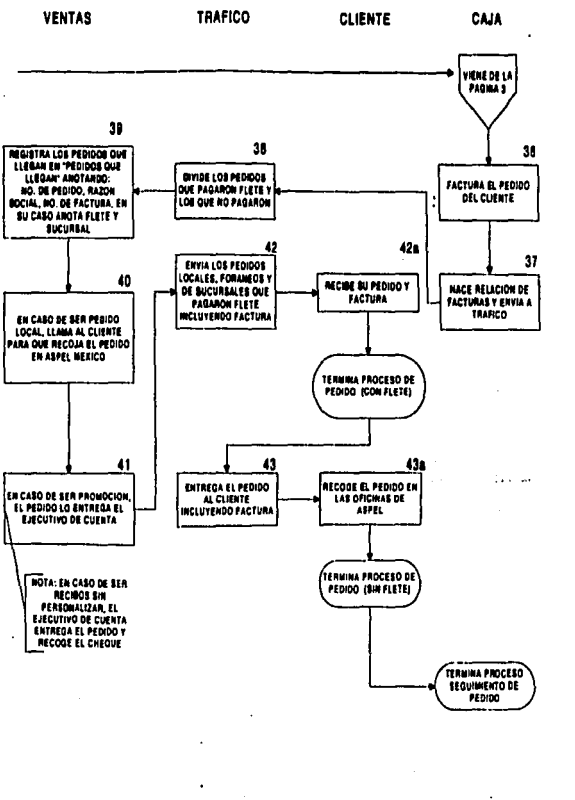 VENTAS
TRAFICO
CLIENTE
CAJA
VIENE DE LA
PAGINA 3
39
REGISTRA LOS PEDIDOS QUE
LLEGAN EN "PEDIDOS QUE
LLEGAN" ANOTANDO:
NO. DE PEDIDO, RAZON
SOCIAL, NO. DE FACTURA, EN
SU CASO ANOTA FLETE Y
SUCURSAL
38
DIVIDE LOS PEDIDOS
QUE PAGARON FLETE Y
LOS QUE NO PAGARON
36
FACTURA EL PEDIDO
DEL CLIENTE
37
HACE RELACION DE
FACTURAS Y ENVIA A
TRAFICO
42
ENVIA LOS PEDIDOS
LOCALES, FORANEOS Y
DE SUCURSALES QUE
PAGARON FLETE
INCLUYENDO FACTURA
42a
RECIBE SU PEDIDO Y
FACTURA
40
EN CASO DE SER PEDIDO
LOCAL, LLAMA AL CLIENTE
PARA QUE RECOJA EL PEDIDO
EN ASPEL MEXICO
TERMINA PROCESO DE
PEDIDO (CON FLETE)
41
EN CASO DE SER PROMOCION,
EL PEDIDO LO ENTREGA EL
EJECUTIVO DE CUENTA
43
ENTREGA EL PEDIDO
AL CLIENTE
INCLUYENDO FACTURA
43a
RECOGE EL PEDIDO EN
LAS OFICINAS DE
ASPEL
NOTA: EN CASO DE SER
RECIBOS SIN
PERSONALIZAR, EL
EJECUTIVO DE CUENTA
ENTREGA EL PEDIDO Y
RECOGE EL CHEQUE
TERMINA PROCESO DE
PEDIDO (SIN FLETE)
TERMINA PROCESO
SEGUIMIENTO DE
PEDIDO